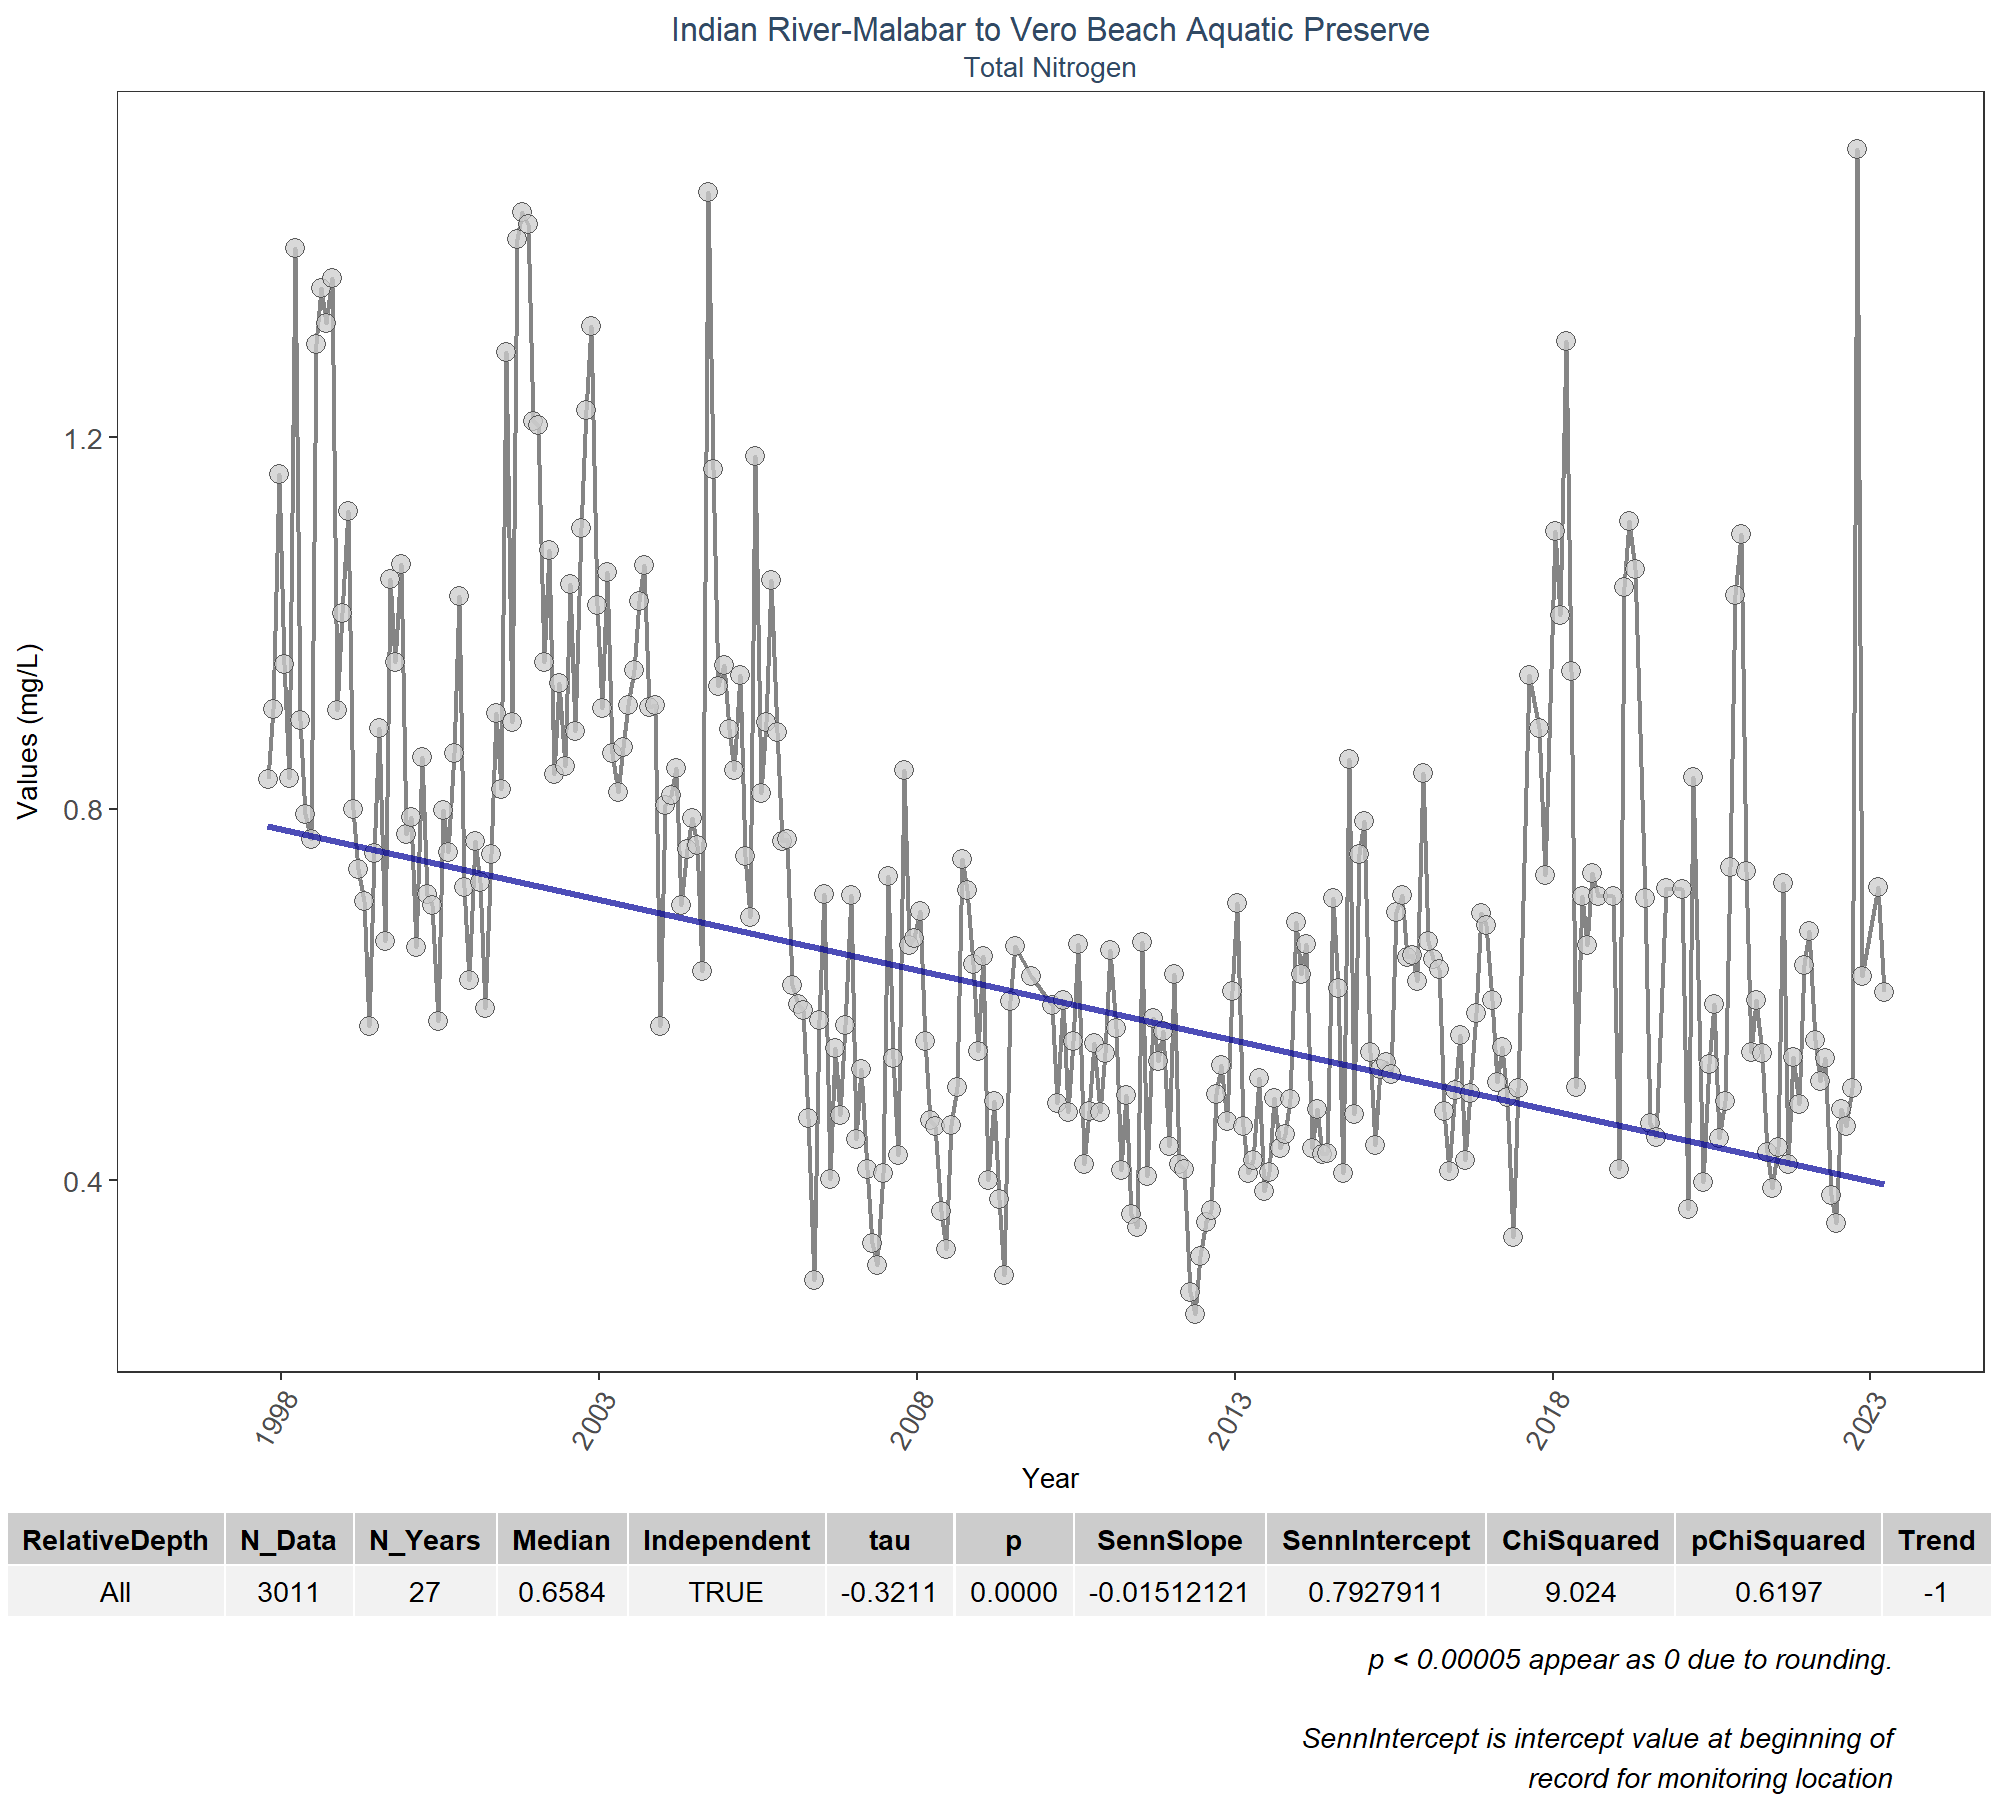 Indian River-Malabar to Vero Beach Aquatic Preserve
Total Nitrogen
Values (mg/L)
1.2
0.8
0.4
1998 2003 2008 2013 2018 2023
Year
RelativeDepth N_Data N_Years Median Independent tau p SennSlope SennIntercept ChiSquared pChiSquared Trend
All 3011 27 0.6584 TRUE -0.3211 0.0000 -0.01512121 0.7927911 9.024 0.6197 -1
p < 0.00005 appear as 0 due to rounding.
SennIntercept is intercept value at beginning of
record for monitoring location